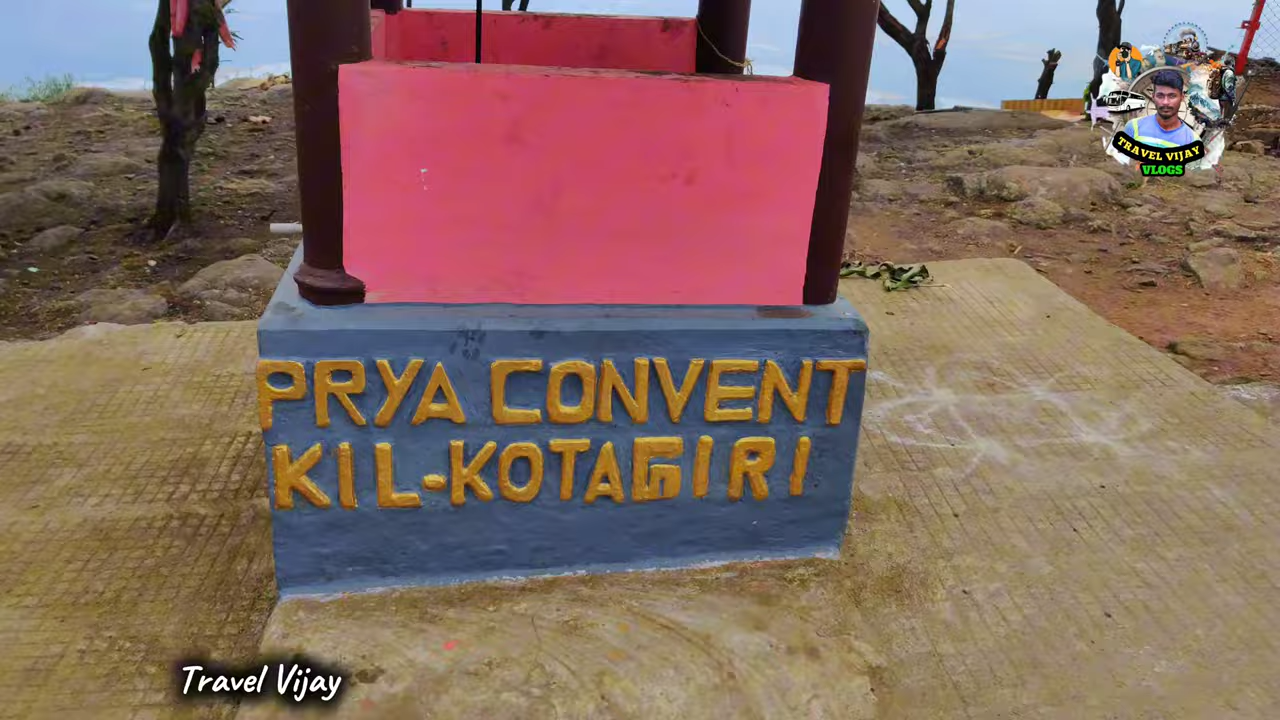 TRAVEL VIJAY
VLOGS
PRYA CONVENT
KIL-KOTAGIRI
Travel Vijay